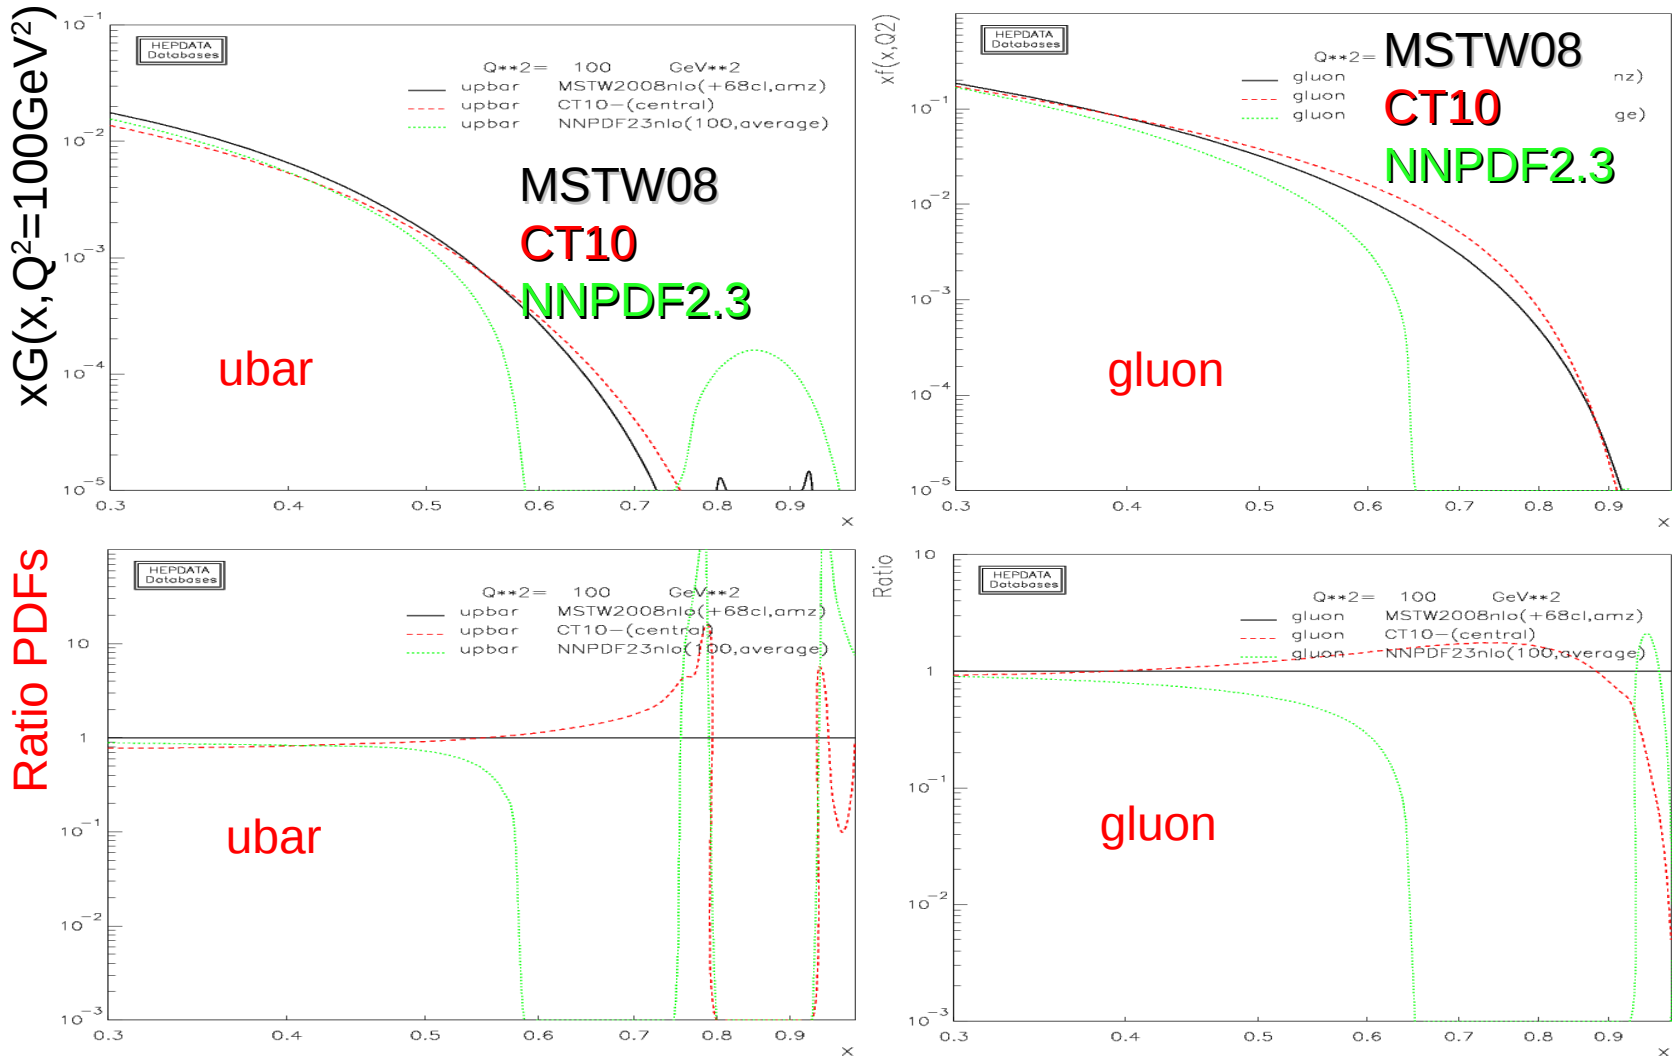 xG(x,Q²=100GeV²)
HEPDATA
Databases
Q**2= 100 GeV**2
upbar MSTW2008nlo(+68cl,amz)
upbar CT10-(central)
upbar NNPDF23nlo(100,average)
MSTW08
CT10
NNPDF2.3
ubar
10⁻¹
10⁻²
10⁻³
10⁻⁴
10⁻⁵
0.3 0.4 0.5 0.6 0.7 0.8 0.9
x
xf(x,Q2)
HEPDATA
Databases
Q**2=
gluon nz)
gluon
gluon ge)
MSTW08
CT10
NNPDF2.3
gluon
10⁻¹
10⁻²
10⁻³
10⁻⁴
10⁻⁵
0.3 0.4 0.5 0.6 0.7 0.8 0.9
x
Ratio PDFs
HEPDATA
Databases
Q**2= 100 GeV**2
upbar MSTW2008nlo(+68cl,amz)
upbar CT10-(central)
upbar NNPDF23nlo(100,average)
ubar
10
1
10⁻¹
10⁻²
10⁻³
0.3 0.4 0.5 0.6 0.7 0.8 0.9
x
Ratio
HEPDATA
Databases
Q**2= 100 GeV**2
gluon MSTW2008nlo(+68cl,amz)
gluon CT10-(central)
gluon NNPDF23nlo(100,average)
gluon
10
1
10⁻¹
10⁻²
10⁻³
0.3 0.4 0.5 0.6 0.7 0.8 0.9
x